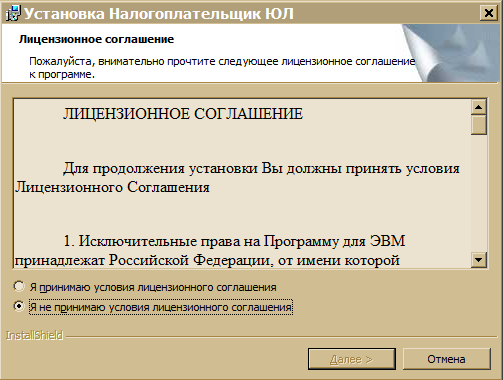 Установка Налогоплательщик ЮЛ
Лицензионное соглашение
Пожалуйста, внимательно прочтите следующее лицензионное соглашение
к программе.
ЛИЦЕНЗИОННОЕ СОГЛАШЕНИЕ
Для продолжения установки Вы должны принять условия
Лицензионного Соглашения
1. Исключительные права на Программу для ЭВМ
принадлежат Российской Федерации, от имени которой
Я принимаю условия лицензионного соглашения
Я не принимаю условия лицензионного соглашения
InstallShield
Далее >
Отмена